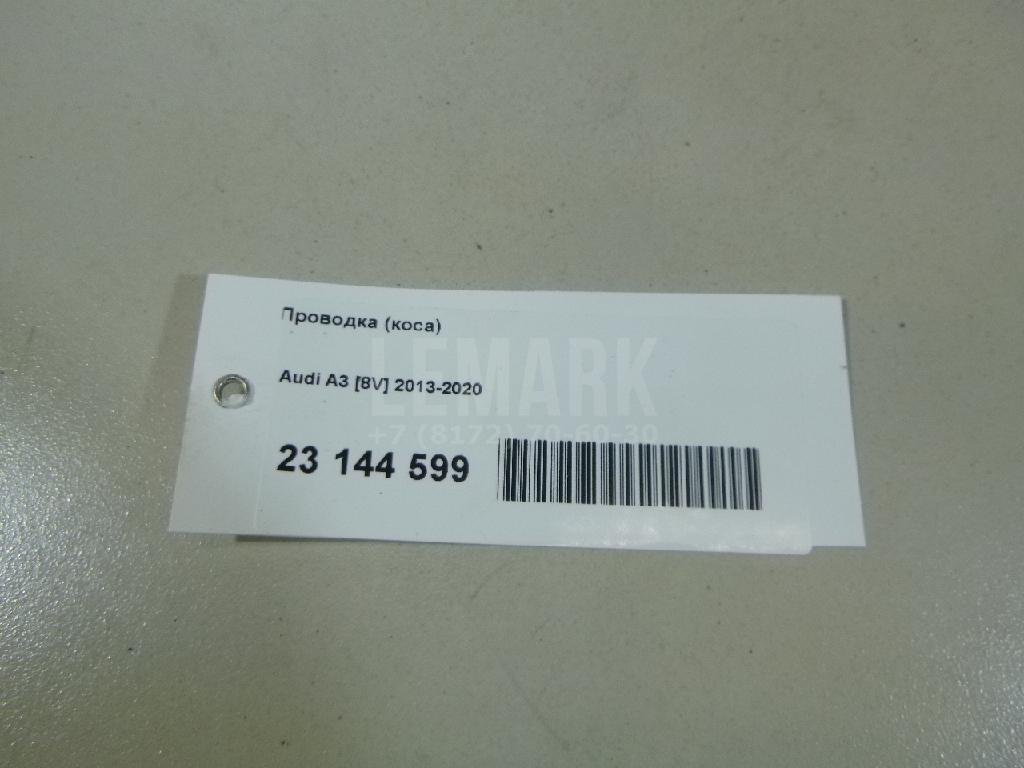 Проводка (коса)
LEMARK
Audi A3 [8V] 2013-2020
+7 (8172) 70-60-30
23 144 599